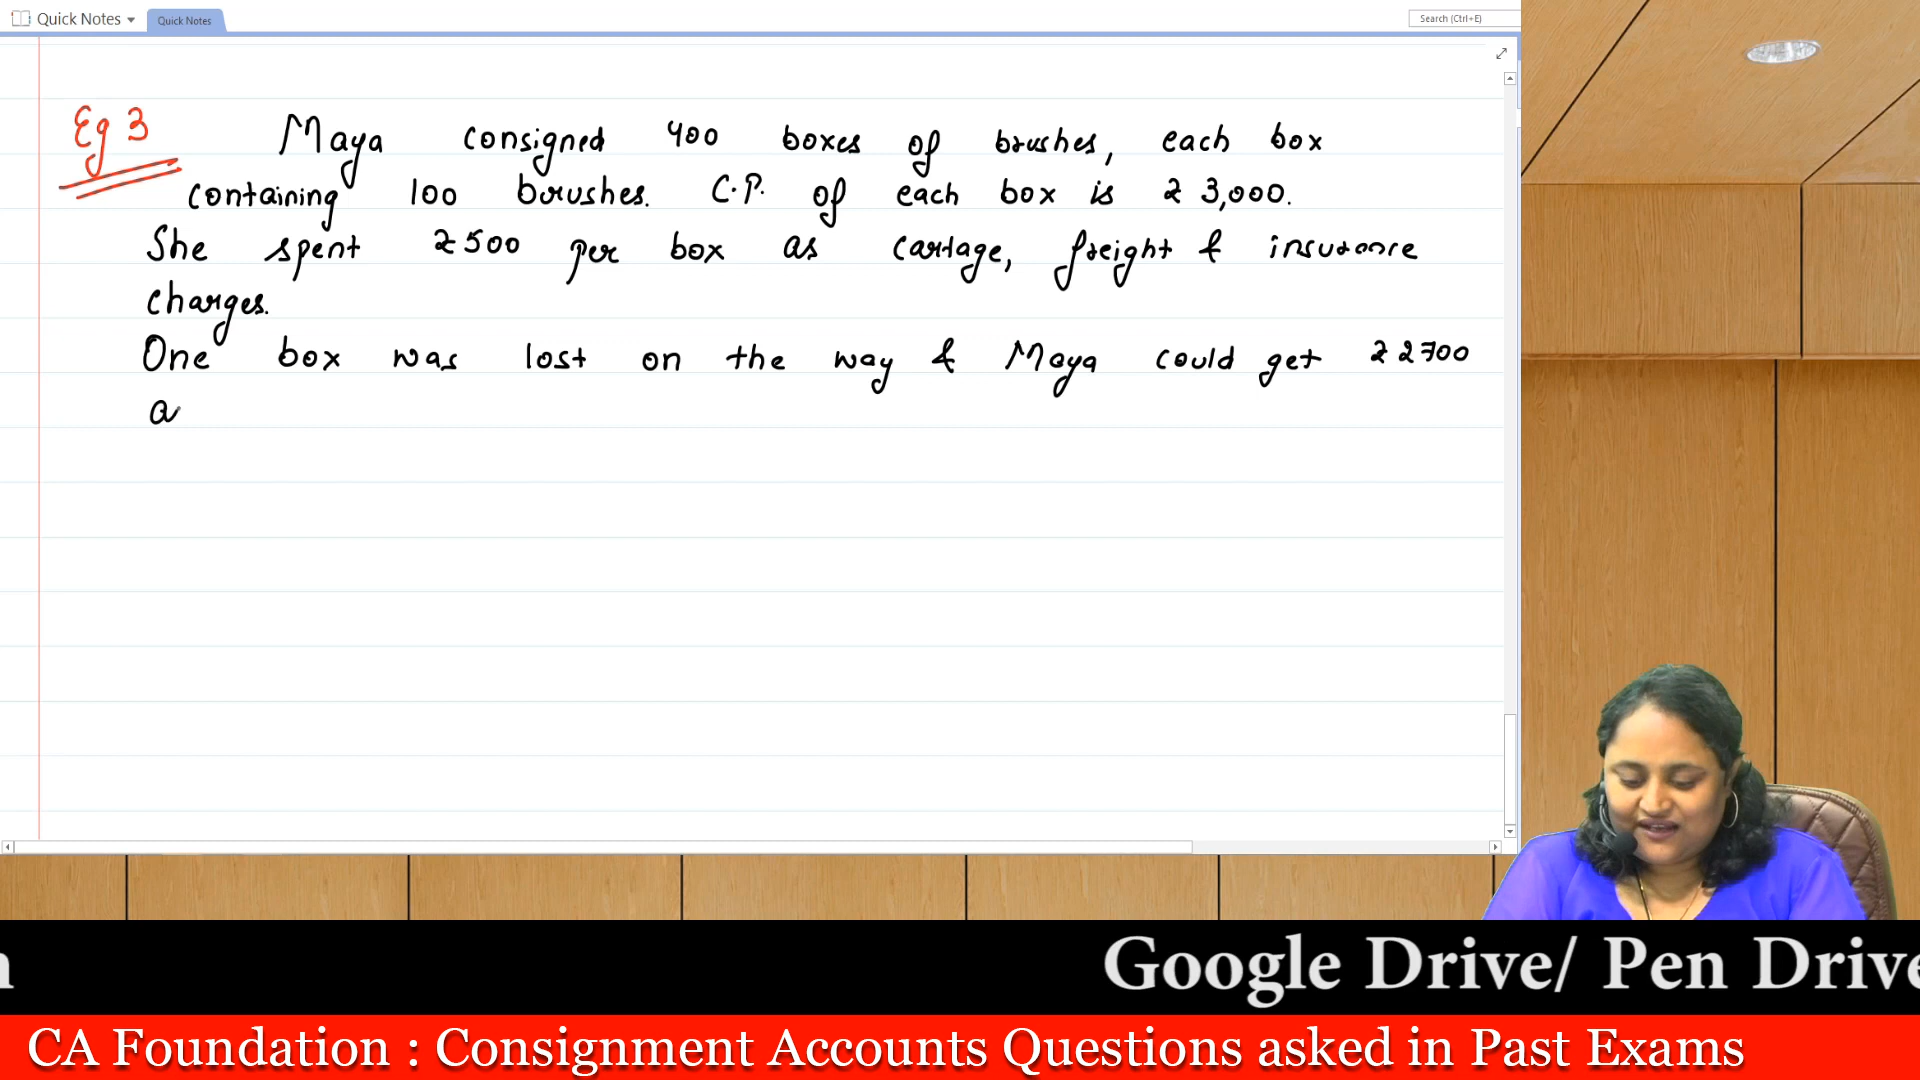 Quick Notes
Quick Notes
Search (Ctrl+E)
Eg 3 Maya consigned 400 boxes of brushes, each box
containing 100 brushes. C.P. of each box is ₹ 3,000.
She spent ₹ 500 per box as cartage, freight & insurance
charges.
One box was lost on the way & Maya could get ₹ 2700
a
n Google Drive/ Pen Drive
CA Foundation : Consignment Accounts Questions asked in Past Exams